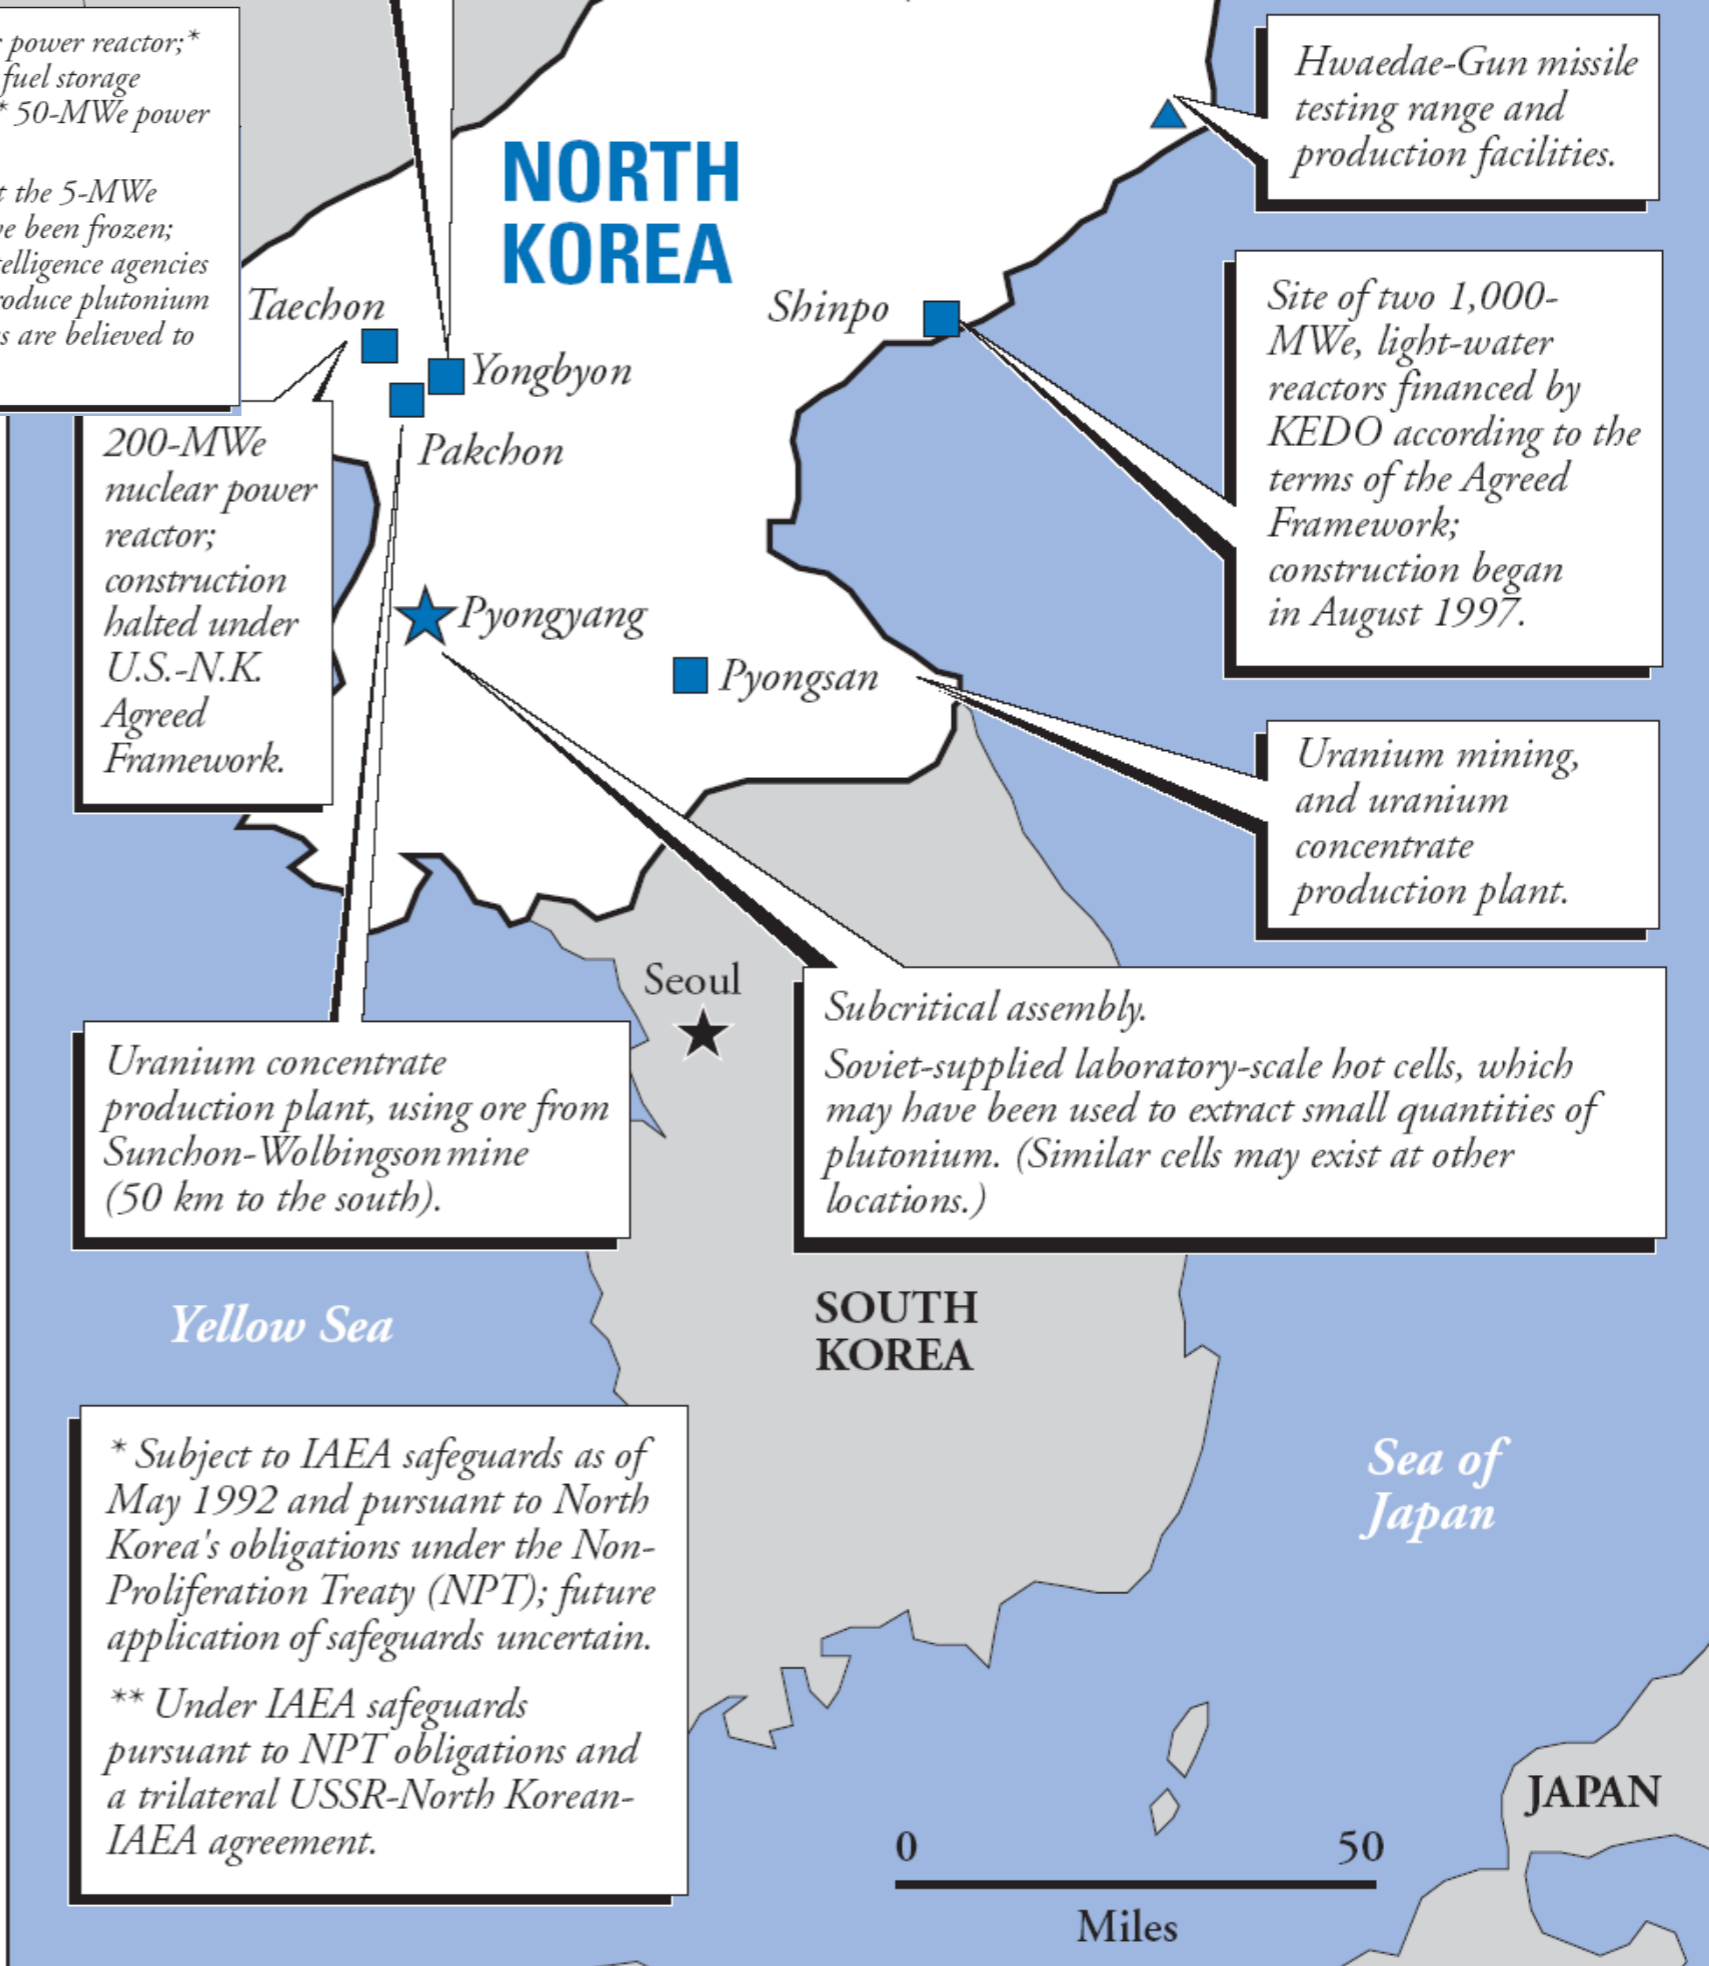 power reactor;*
fuel storage
* 50-MWe power
the 5-MWe
been frozen;
agencies
plutonium
are believed to
NORTH
KOREA
Hwaedae-Gun missile
testing range and
production facilities.
Taechon
Yongbyon
Pakchon
Shinpo
Site of two 1,000-
MWe, light-water
reactors financed by
KEDO according to the
terms of the Agreed
Framework;
construction began
in August 1997.
200-MWe
nuclear power
reactor;
construction
halted under
U.S.-N.K.
Agreed
Framework.
Pyongyang
Pyongsan
Uranium mining,
and uranium
concentrate
production plant.
Seoul
Uranium concentrate
production plant, using ore from
Sunchon-Wolbingson mine
(50 km to the south).
Subcritical assembly.
Soviet-supplied laboratory-scale hot cells, which
may have been used to extract small quantities of
plutonium. (Similar cells may exist at other
locations.)
Yellow Sea
SOUTH
KOREA
Sea of
Japan
* Subject to IAEA safeguards as of
May 1992 and pursuant to North
Korea's obligations under the Non-
Proliferation Treaty (NPT); future
application of safeguards uncertain.
** Under IAEA safeguards
pursuant to NPT obligations and
a trilateral USSR-North Korean-
IAEA agreement.
JAPAN
0 50
Miles